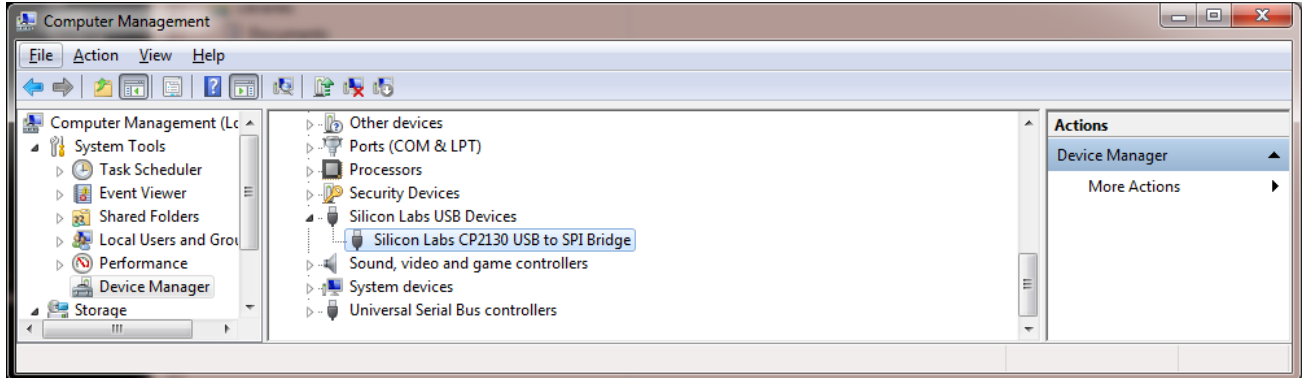 Computer Management
File Action View Help
Computer Management (Lc
System Tools
Task Scheduler
Event Viewer
Shared Folders
Local Users and Grou
Performance
Device Manager
Storage
Other devices
Ports (COM & LPT)
Processors
Security Devices
Silicon Labs USB Devices
Silicon Labs CP2130 USB to SPI Bridge
Sound, video and game controllers
System devices
Universal Serial Bus controllers
Actions
Device Manager
More Actions